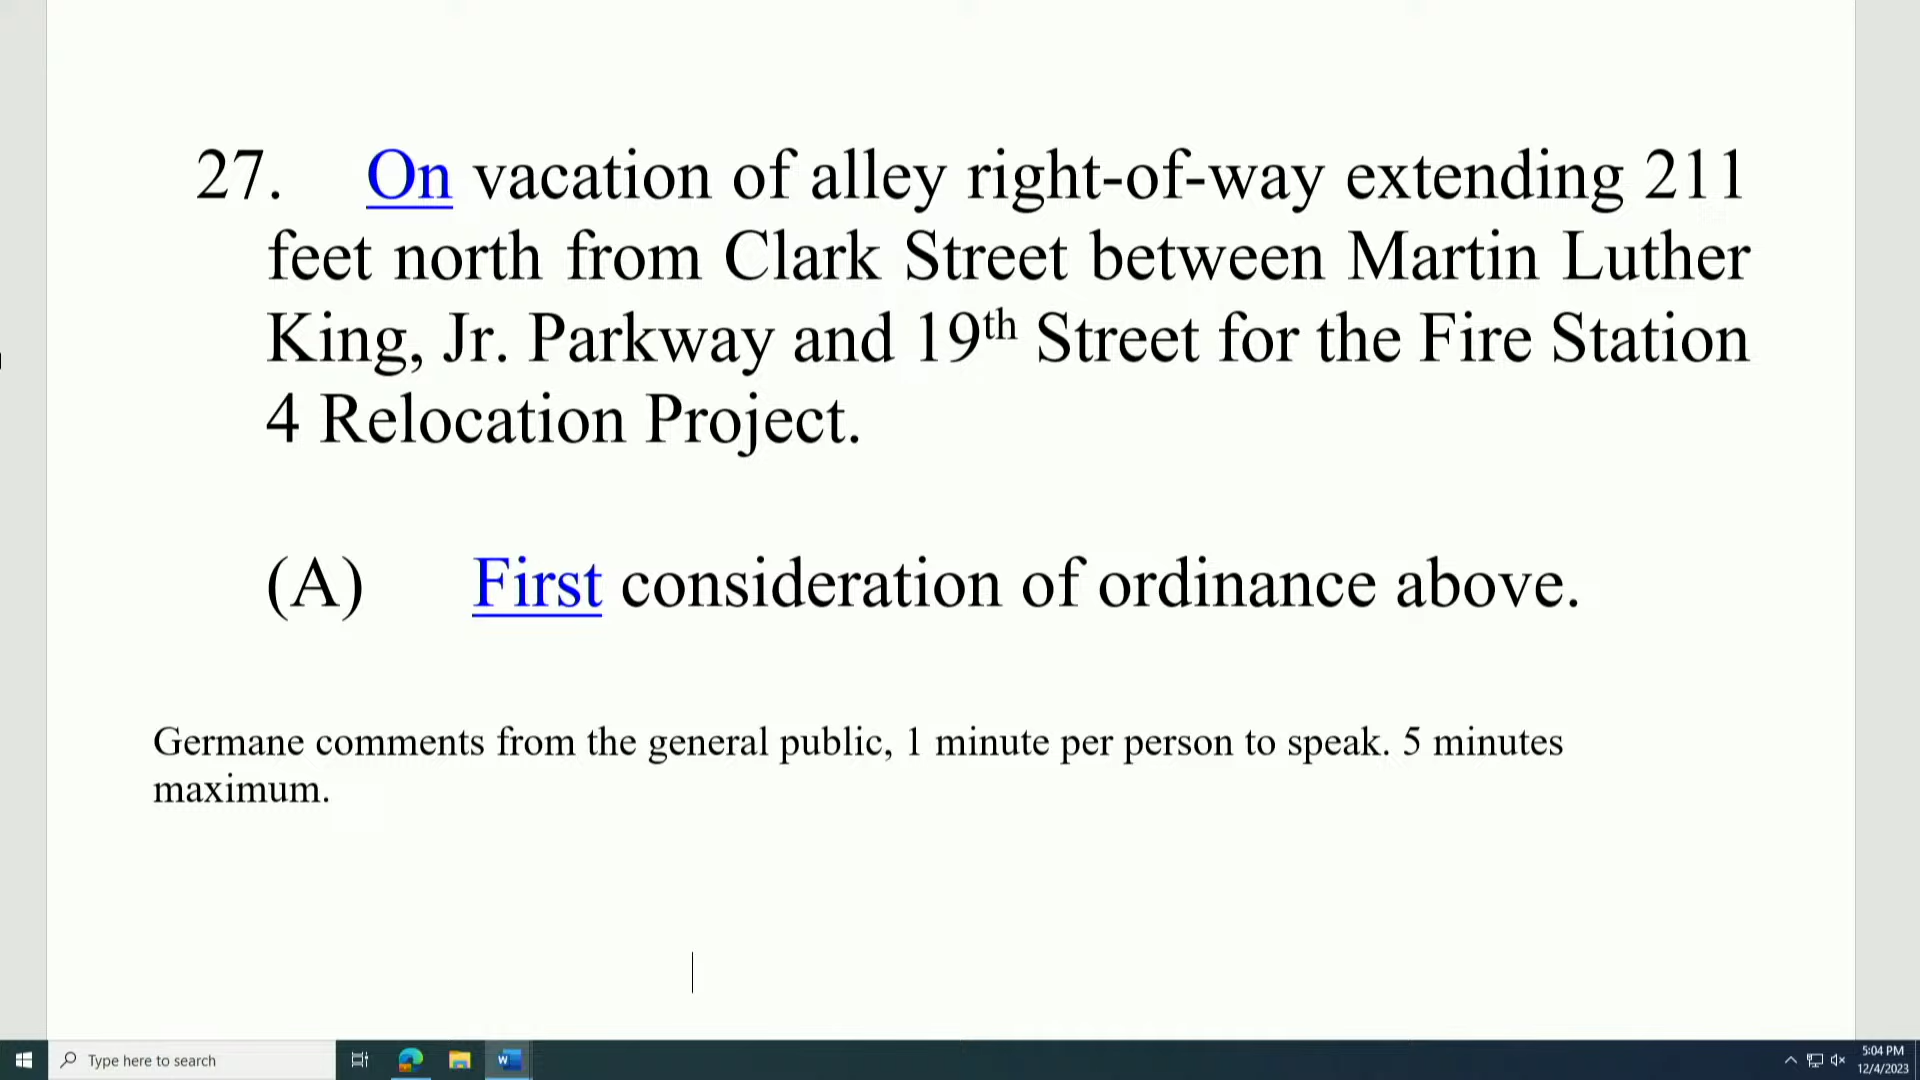 27. On vacation of alley right-of-way extending 211
feet north from Clark Street between Martin Luther
King, Jr. Parkway and 19th Street for the Fire Station
4 Relocation Project.
(A) First consideration of ordinance above.
Germane comments from the general public, 1 minute per person to speak. 5 minutes
maximum.
Type here to search
W
5:04 PM
12/4/2023